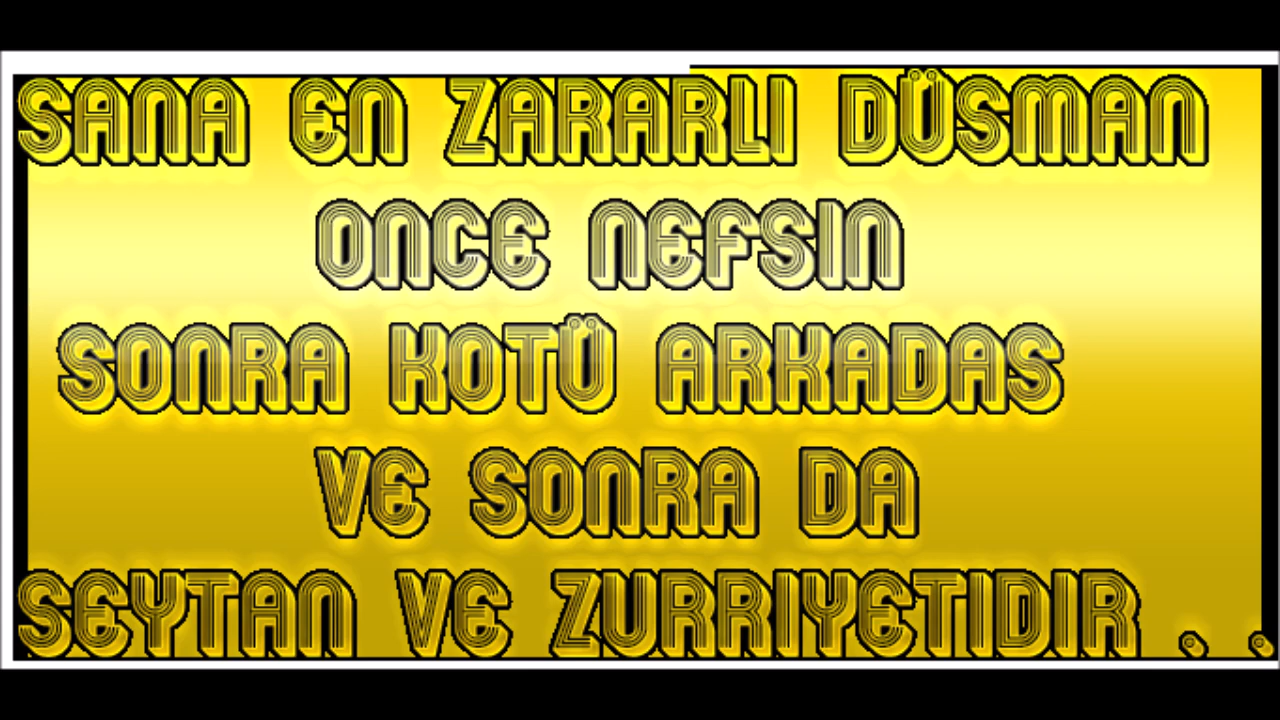 SANA EN ZARARLI DÜSMAN
ONCE NEFSIN
SONRA KOTÜ ARKADAS
VE SONRA DA
SEYTAN VE ZURRIYETIDIR . .